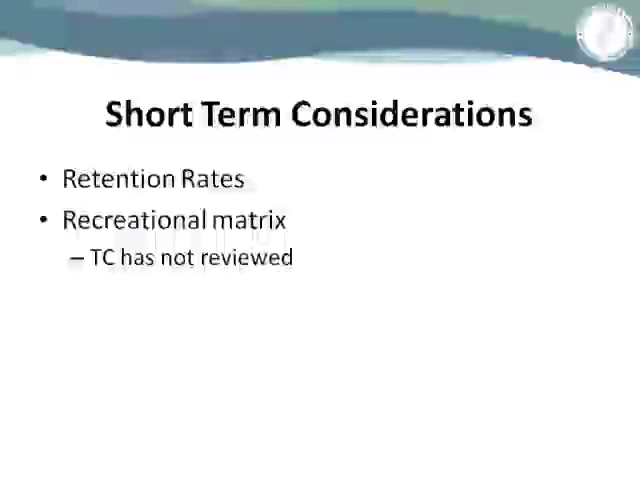 Short Term Considerations
• Retention Rates
• Recreational matrix
– TC has not reviewed